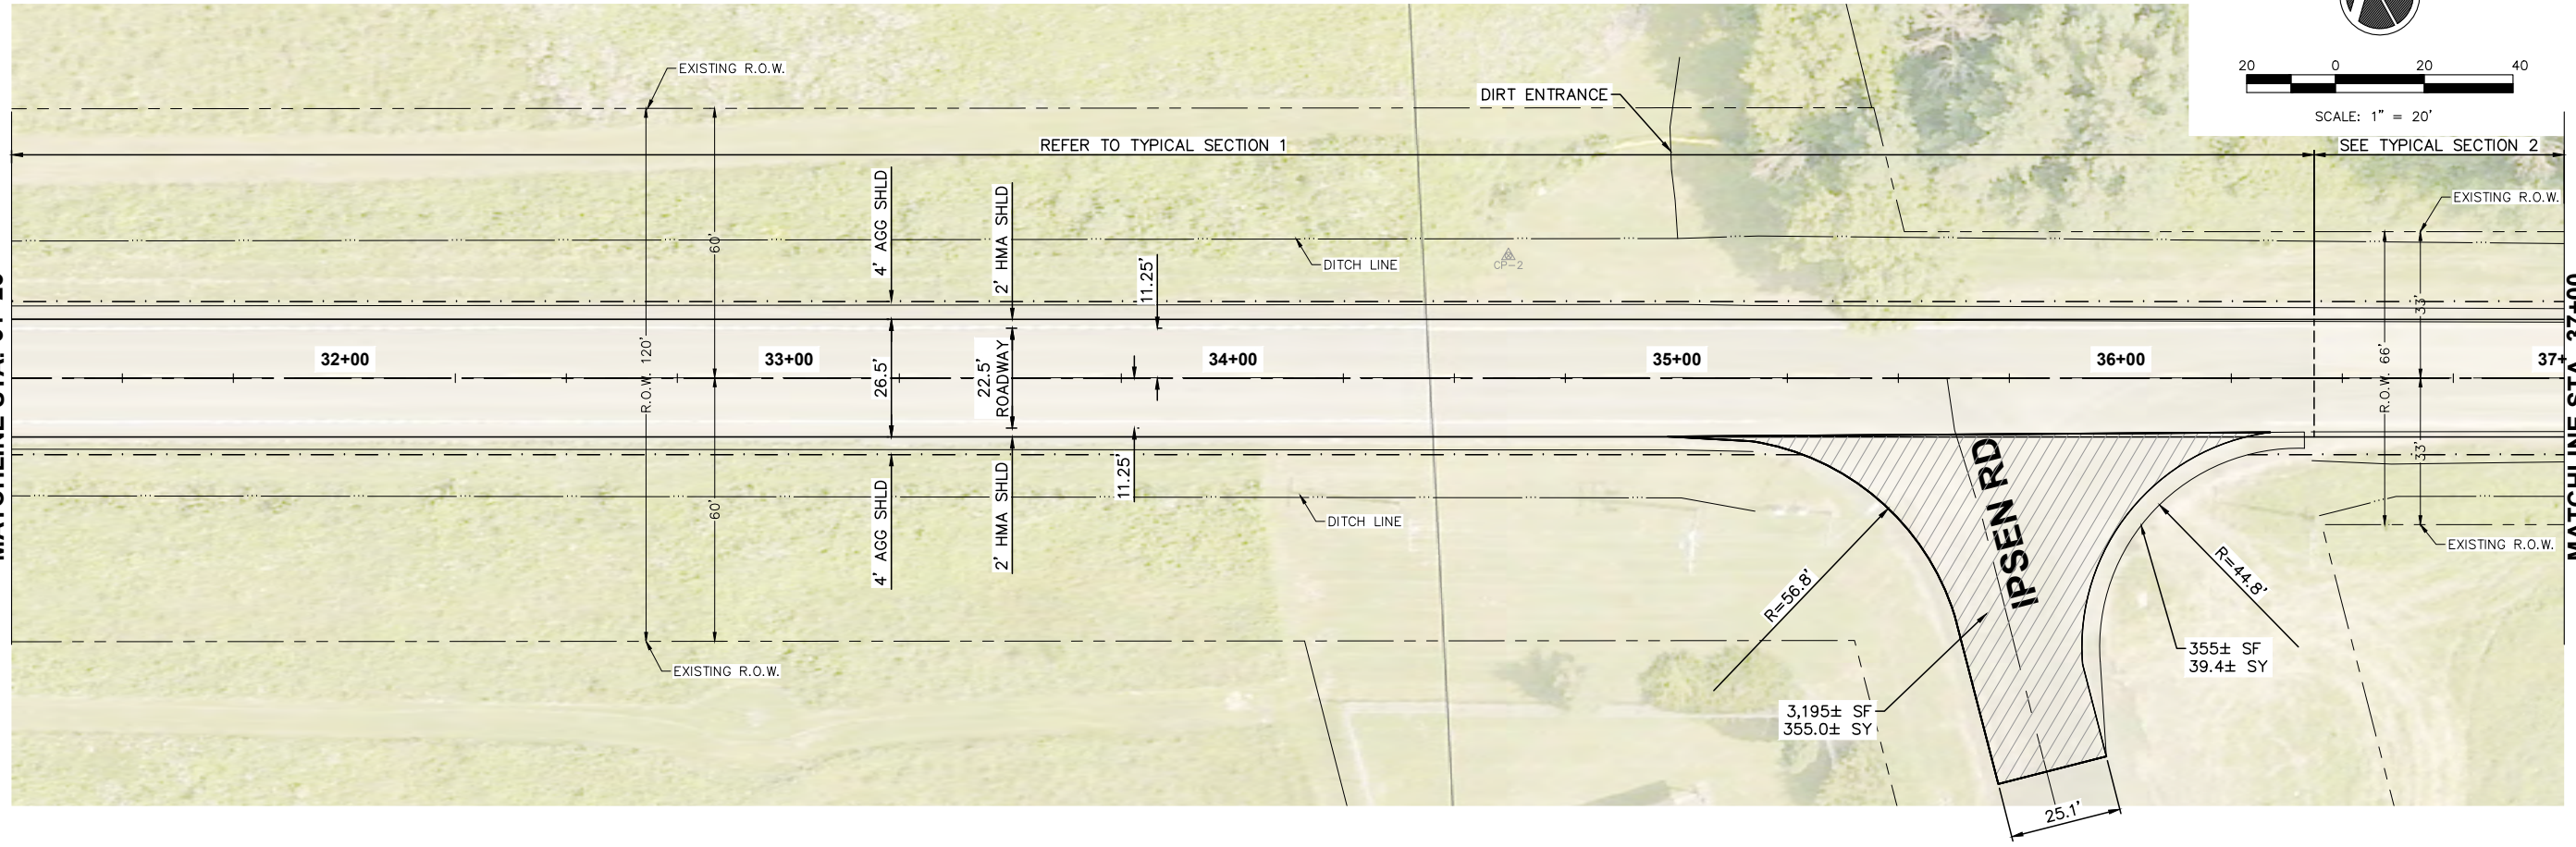 20 0 20 40
SCALE: 1" = 20'
EXISTING R.O.W.
DIRT ENTRANCE
REFER TO TYPICAL SECTION 1
SEE TYPICAL SECTION 2
EXISTING R.O.W.
4' AGG SHLD
2' HMA SHLD
60'
11.25'
DITCH LINE
CP-2
33'
R.O.W. 120'
32+00
33+00
34+00
35+00
36+00
37+
26.5'
22.5'
ROADWAY
R.O.W. 66'
MATCHLINE STA. 37+00
60'
4' AGG SHLD
2' HMA SHLD
11.25'
DITCH LINE
33'
EXISTING R.O.W.
IPSEN RD
R=56.8'
R=44.8'
355± SF
39.4± SY
EXISTING R.O.W.
3,195± SF
355.0± SY
25.1'